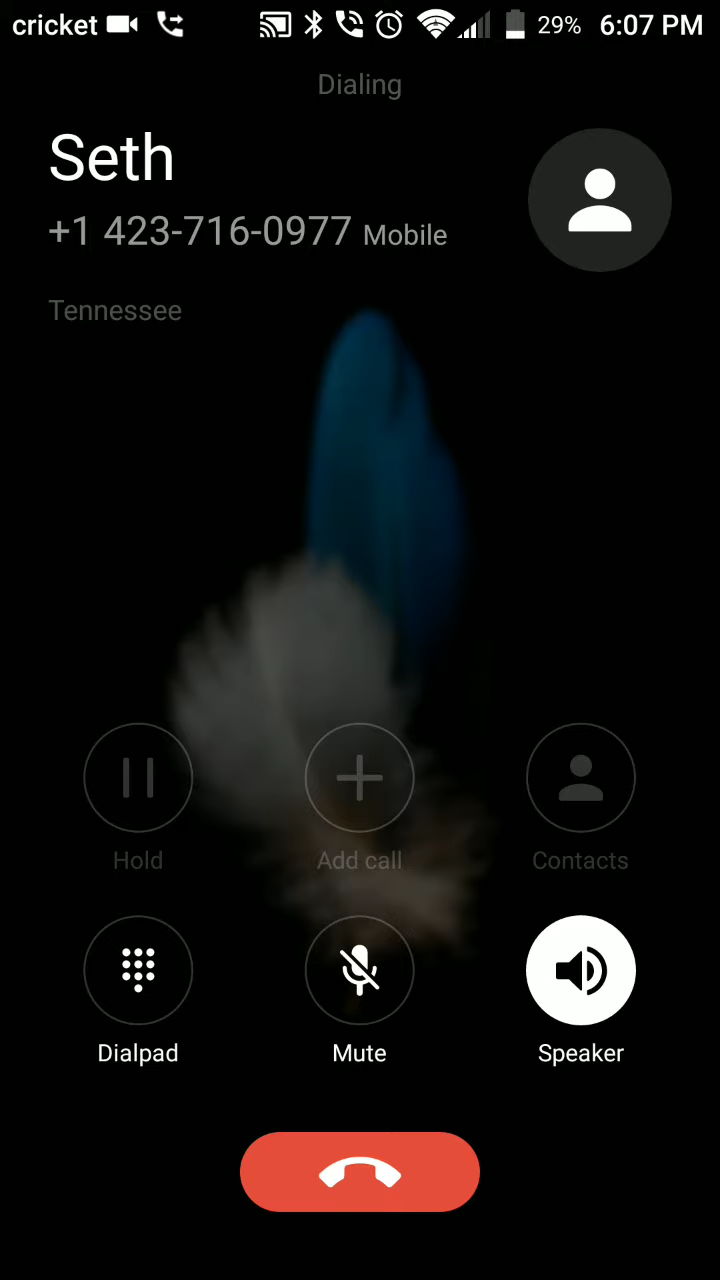 cricket 29% 6:07 PM
Dialing
Seth
+1 423-716-0977 Mobile
Tennessee
Hold Add call Contacts
Dialpad Mute Speaker